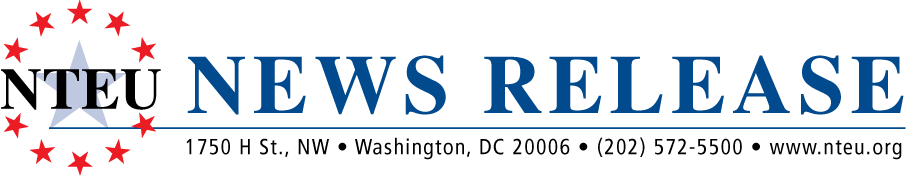 NTEU NEWS RELEASE
1750 H St., NW • Washington, DC 20006 • (202) 572-5500 • www.nteu.org